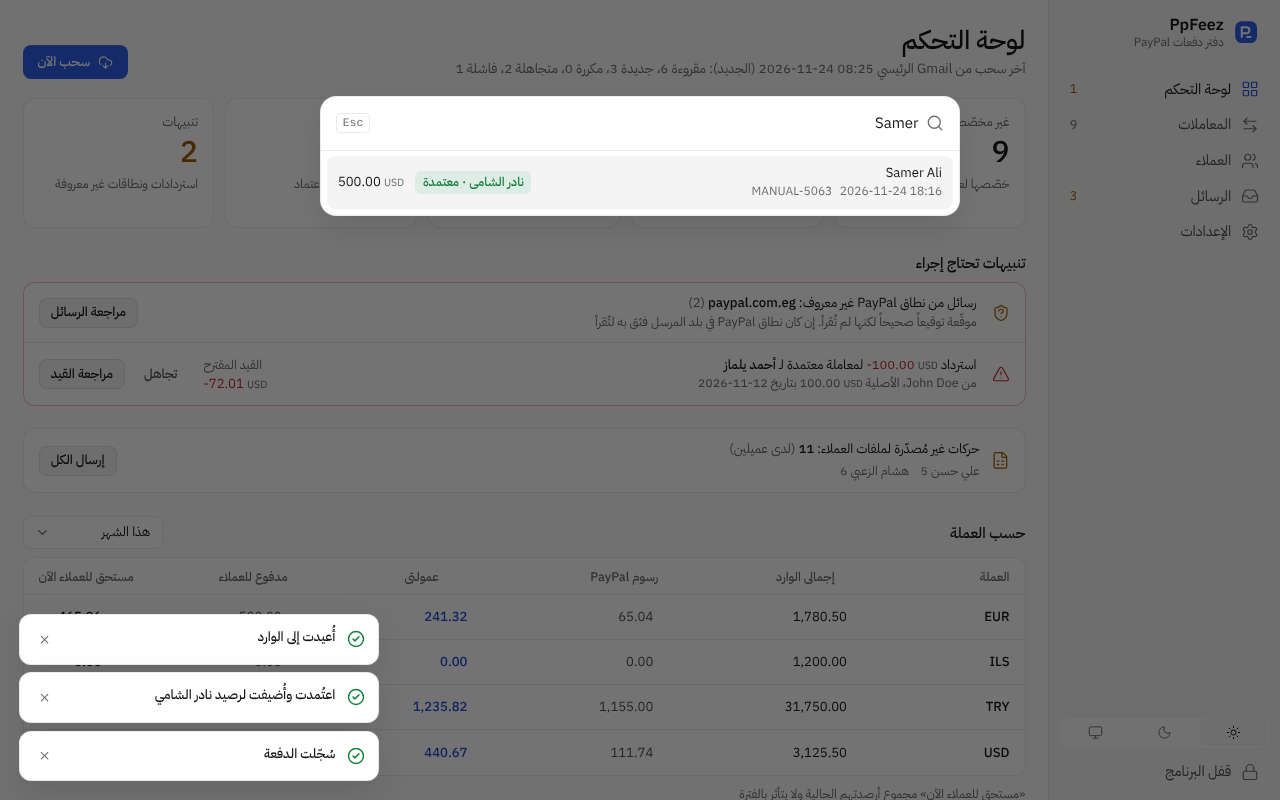 PpFeez
دفتر دفعات PayPal
لوحة التحكم 1
المعاملات 9
العملاء
الرسائل 3
الإعدادات
قفل البرنامج
لوحة التحكم
آخر سحب من Gmail الرئيسي 08:25 24-11-2026 (الجديد): مقروءة 6، جديدة 3، مكررة 0، متجاهلة 2، فاشلة 1
سحب الآن
Samer
Esc
Samer Ali
2026-11-24 18:16 MANUAL-5063
نادر الشامي · معتمدة
500.00 USD
9
تنبيهات
2
استردادات ونطاقات غير معروفة
تنبيهات تحتاج إجراء
رسائل من نطاق PayPal غير معروف: paypal.com.eg (2)
موقّعة توقيعاً صحيحاً لكنها لم تُقرأ. إن كان نطاق PayPal في بلد المرسل فثق به لتُقرأ
مراجعة الرسائل
استرداد -100.00 USD لمعاملة معتمدة لـ أحمد يلماز
من John Doe، الأصلية 100.00 USD بتاريخ 2026-11-12
القيد المقترح
-72.01 USD
تجاهل
مراجعة القيد
حركات غير مُصدّرة لملفات العملاء: 11 (لدى عميلين)
علي حسن 5 هشام الزعبي 6
إرسال الكل
حسب العملة
هذا الشهر
العملة إجمالي الوارد رسوم PayPal عمولتي مدفوع للعملاء مستحق للعملاء الآن
EUR 1,780.50 65.04 241.32
ILS 1,200.00 0.00 0.00
TRY 31,750.00 1,155.00 1,235.82
USD 3,125.50 111.74 440.67
«مستحق للعملاء الآن» مجموع أرصدتهم الحالية ولا يتأثر بالفترة
أُعيدت إلى الوارد
اعتُمدت وأُضيفت لرصيد نادر الشامي
سُجّلت الدفعة